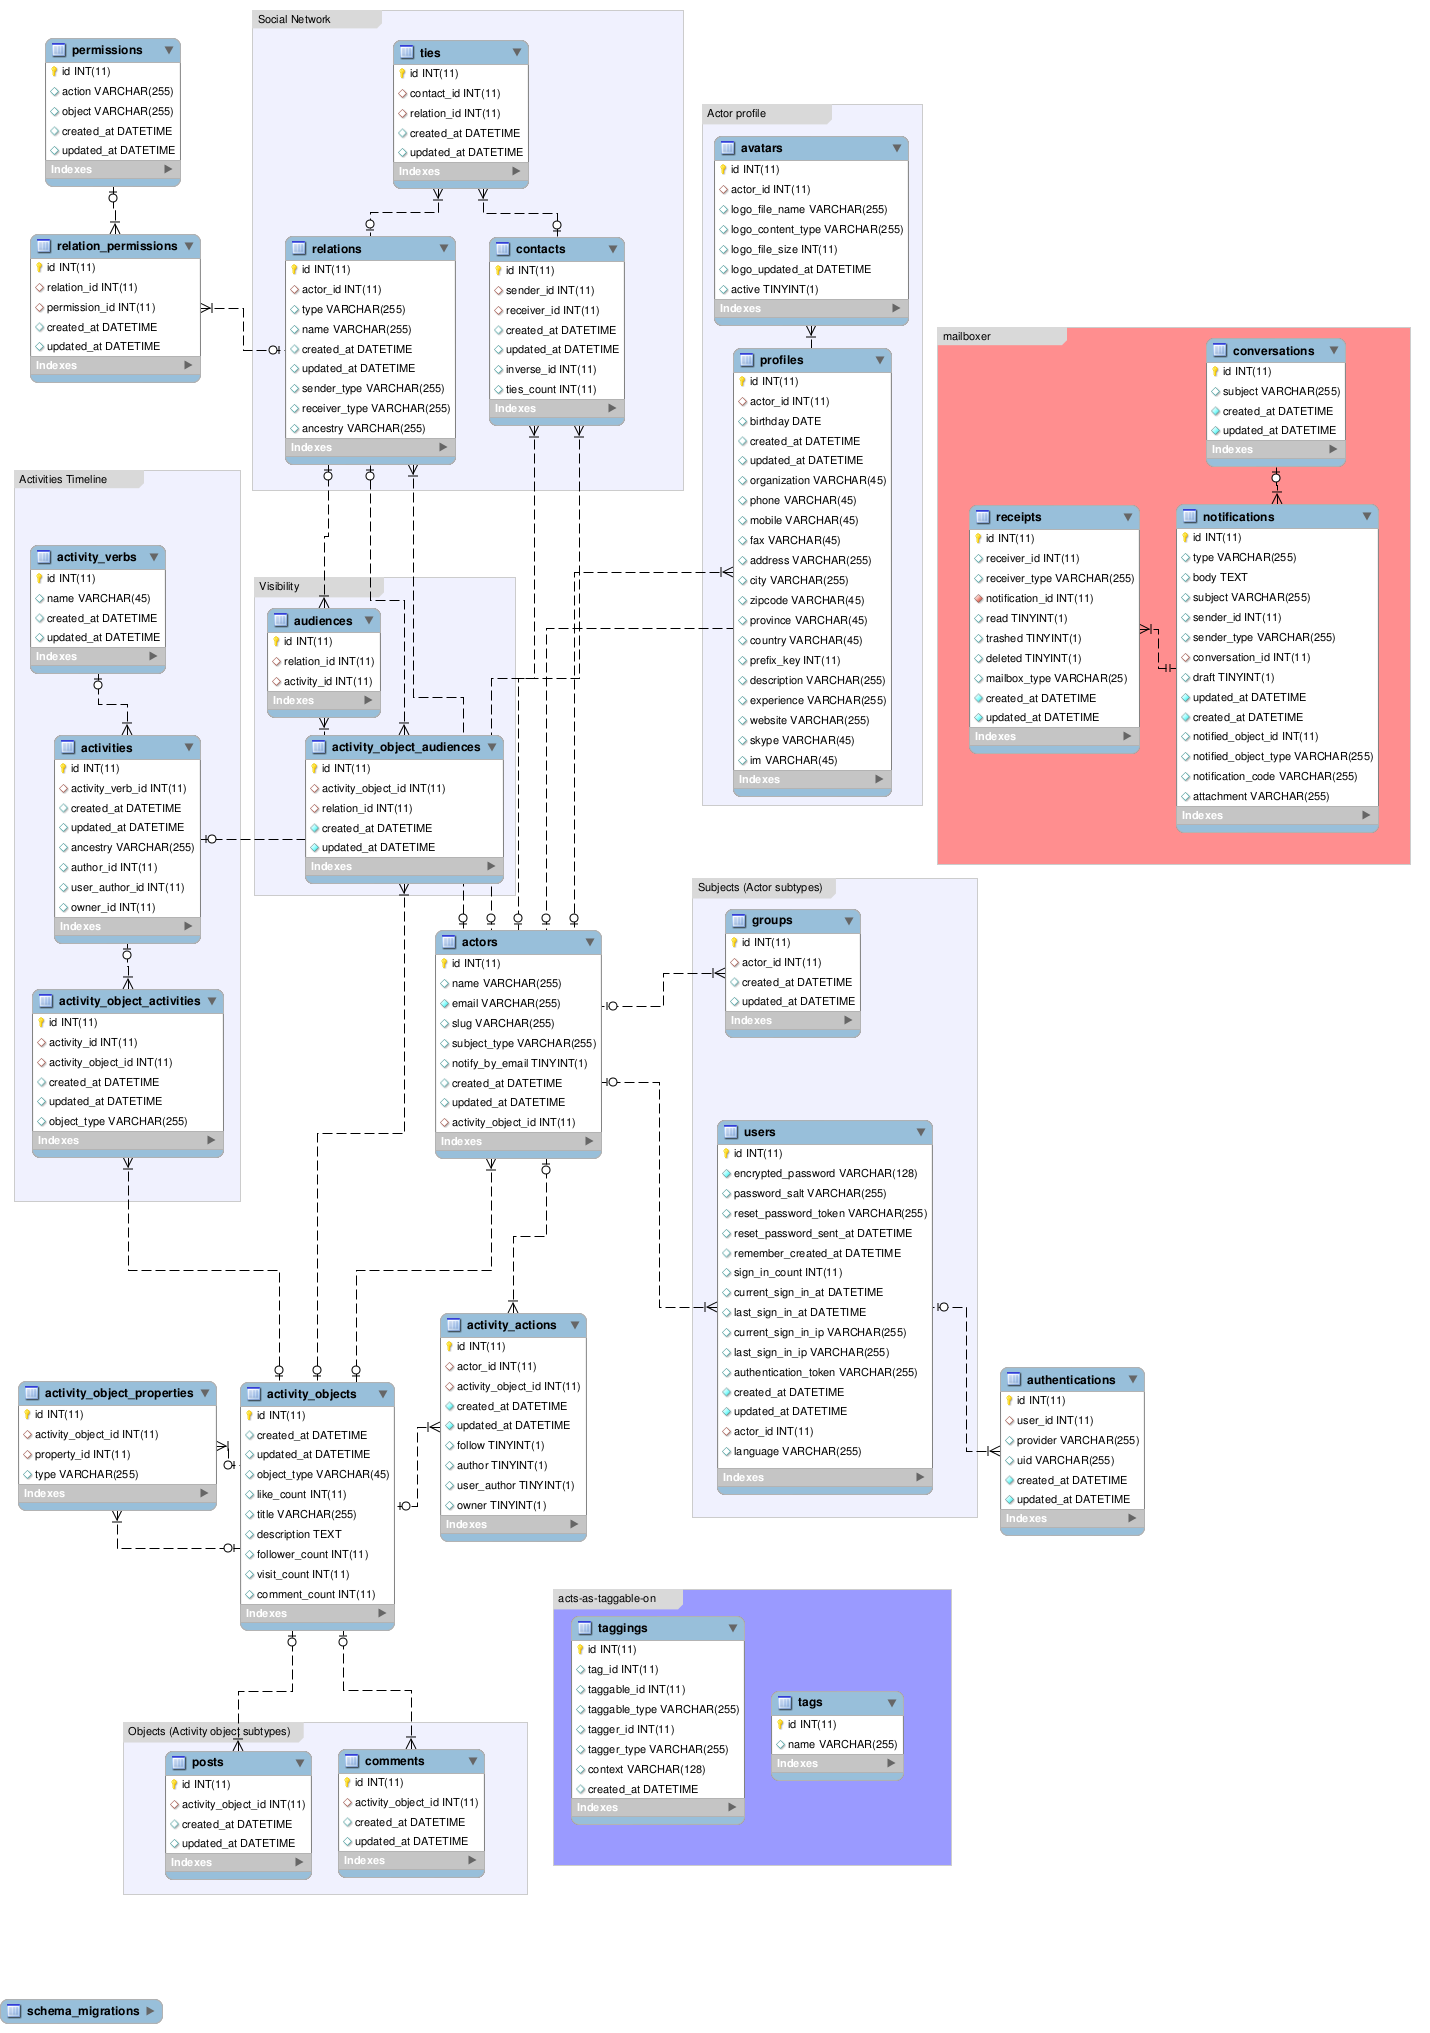 permissions
id INT(11)
action VARCHAR(255)
object VARCHAR(255)
created_at DATETIME
updated_at DATETIME
Indexes
relation_permissions
id INT(11)
relation_id INT(11)
permission_id INT(11)
created_at DATETIME
updated_at DATETIME
Indexes
Social Network
ties
id INT(11)
contact_id INT(11)
relation_id INT(11)
created_at DATETIME
updated_at DATETIME
Indexes
relations
id INT(11)
actor_id INT(11)
type VARCHAR(255)
name VARCHAR(255)
created_at DATETIME
updated_at DATETIME
sender_type VARCHAR(255)
receiver_type VARCHAR(255)
ancestry VARCHAR(255)
Indexes
contacts
id INT(11)
sender_id INT(11)
receiver_id INT(11)
created_at DATETIME
updated_at DATETIME
inverse_id INT(11)
ties_count INT(11)
Indexes
Actor profile
avatars
id INT(11)
actor_id INT(11)
logo_file_name VARCHAR(255)
logo_content_type VARCHAR(255)
logo_file_size INT(11)
logo_updated_at DATETIME
active TINYINT(1)
Indexes
profiles
id INT(11)
actor_id INT(11)
birthday DATE
created_at DATETIME
updated_at DATETIME
organization VARCHAR(45)
phone VARCHAR(45)
mobile VARCHAR(45)
fax VARCHAR(45)
address VARCHAR(255)
city VARCHAR(255)
zipcode VARCHAR(45)
province VARCHAR(45)
country VARCHAR(45)
prefix_key INT(11)
description VARCHAR(255)
experience VARCHAR(255)
website VARCHAR(255)
skype VARCHAR(45)
im VARCHAR(45)
Indexes
mailboxer
conversations
id INT(11)
subject VARCHAR(255)
created_at DATETIME
updated_at DATETIME
Indexes
receipts
id INT(11)
receiver_id INT(11)
receiver_type VARCHAR(255)
notification_id INT(11)
read TINYINT(1)
trashed TINYINT(1)
deleted TINYINT(1)
mailbox_type VARCHAR(25)
created_at DATETIME
updated_at DATETIME
Indexes
notifications
id INT(11)
type VARCHAR(255)
body TEXT
subject VARCHAR(255)
sender_id INT(11)
sender_type VARCHAR(255)
conversation_id INT(11)
draft TINYINT(1)
updated_at DATETIME
created_at DATETIME
notified_object_id INT(11)
notified_object_type VARCHAR(255)
notification_code VARCHAR(255)
attachment VARCHAR(255)
Indexes
Activities Timeline
activity_verbs
id INT(11)
name VARCHAR(45)
created_at DATETIME
updated_at DATETIME
Indexes
activities
id INT(11)
activity_verb_id INT(11)
created_at DATETIME
updated_at DATETIME
ancestry VARCHAR(255)
author_id INT(11)
user_author_id INT(11)
owner_id INT(11)
Indexes
activity_object_activities
id INT(11)
activity_id INT(11)
activity_object_id INT(11)
created_at DATETIME
updated_at DATETIME
object_type VARCHAR(255)
Indexes
Visibility
audiences
id INT(11)
relation_id INT(11)
activity_id INT(11)
Indexes
activity_object_audiences
id INT(11)
activity_object_id INT(11)
relation_id INT(11)
created_at DATETIME
updated_at DATETIME
Indexes
actors
id INT(11)
name VARCHAR(255)
email VARCHAR(255)
slug VARCHAR(255)
subject_type VARCHAR(255)
notify_by_email TINYINT(1)
created_at DATETIME
updated_at DATETIME
activity_object_id INT(11)
Indexes
Subjects (Actor subtypes)
groups
id INT(11)
actor_id INT(11)
created_at DATETIME
updated_at DATETIME
Indexes
users
id INT(11)
encrypted_password VARCHAR(128)
password_salt VARCHAR(255)
reset_password_token VARCHAR(255)
reset_password_sent_at DATETIME
remember_created_at DATETIME
sign_in_count INT(11)
current_sign_in_at DATETIME
last_sign_in_at DATETIME
current_sign_in_ip VARCHAR(255)
last_sign_in_ip VARCHAR(255)
authentication_token VARCHAR(255)
created_at DATETIME
updated_at DATETIME
actor_id INT(11)
language VARCHAR(255)
Indexes
authentications
id INT(11)
user_id INT(11)
provider VARCHAR(255)
uid VARCHAR(255)
created_at DATETIME
updated_at DATETIME
Indexes
activity_object_properties
id INT(11)
activity_object_id INT(11)
property_id INT(11)
type VARCHAR(255)
Indexes
activity_objects
id INT(11)
created_at DATETIME
updated_at DATETIME
object_type VARCHAR(45)
like_count INT(11)
title VARCHAR(255)
description TEXT
follower_count INT(11)
visit_count INT(11)
comment_count INT(11)
Indexes
activity_actions
id INT(11)
actor_id INT(11)
activity_object_id INT(11)
created_at DATETIME
updated_at DATETIME
follow TINYINT(1)
author TINYINT(1)
user_author TINYINT(1)
owner TINYINT(1)
Indexes
Objects (Activity object subtypes)
posts
id INT(11)
activity_object_id INT(11)
created_at DATETIME
updated_at DATETIME
Indexes
comments
id INT(11)
activity_object_id INT(11)
created_at DATETIME
updated_at DATETIME
Indexes
acts-as-taggable-on
taggings
id INT(11)
tag_id INT(11)
taggable_id INT(11)
taggable_type VARCHAR(255)
tagger_id INT(11)
tagger_type VARCHAR(255)
context VARCHAR(128)
created_at DATETIME
Indexes
tags
id INT(11)
name VARCHAR(255)
Indexes
schema_migrations